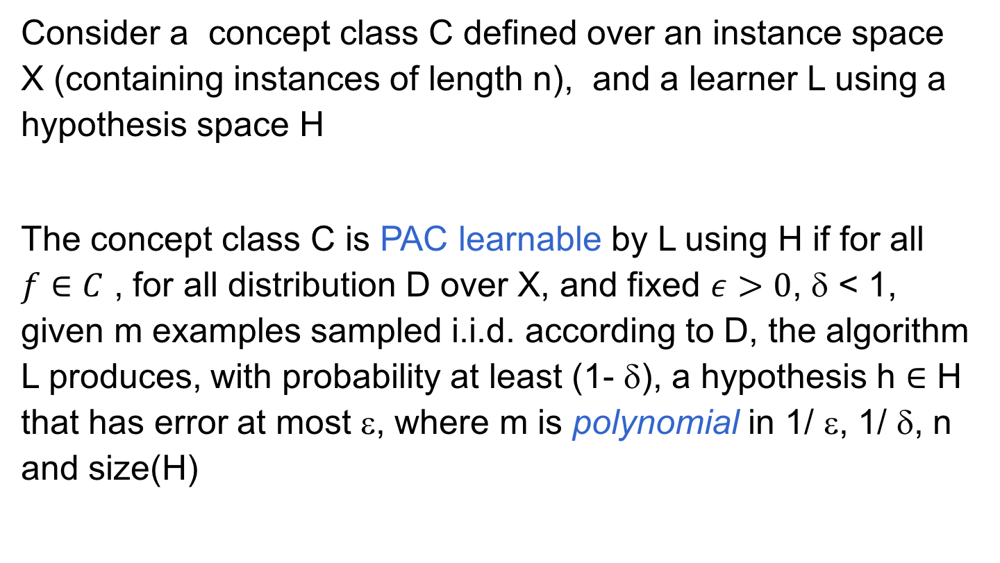 Consider a  concept class C defined over an instance space
X (containing instances of length n),  and a learner L using a
hypothesis space H
The concept class C is PAC learnable by L using H if for all
𝑓 ∈ 𝐶 , for all distribution D over X, and fixed 𝜖 > 0, δ < 1,
given m examples sampled i.i.d. according to D, the algorithm
L produces, with probability at least (1- δ), a hypothesis h ∈ H
that has error at most ε, where m is polynomial in 1/ ε, 1/ δ, n
and size(H)